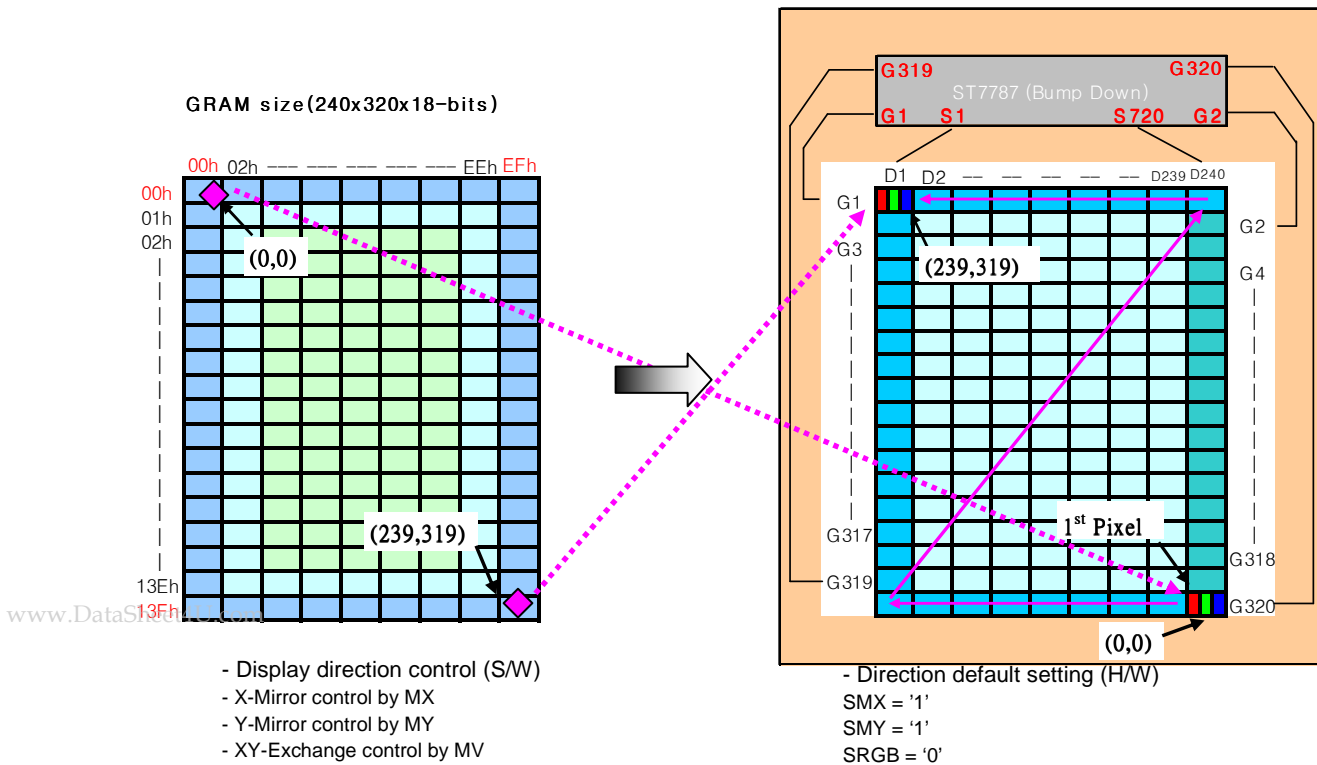 GRAM size(240x320x18-bits)
00h 02h --- --- --- --- --- EEh EFh
00h
01h
02h
(0,0)
(239,319)
13Eh
13Fh
www.DataSheet4U.com
- Display direction control (S/W)
- X-Mirror control by MX
- Y-Mirror control by MY
- XY-Exchange control by MV
G319 G320
ST7787 (Bump Down)
G1 S1 S720 G2
D1 D2 -- -- -- -- -- D239 D240
G1
G2
G3
(239,319)
G4
G317
1st Pixel
G318
G319
G320
(0,0)
- Direction default setting (H/W)
SMX = '1'
SMY = ‘1’
SRGB = ‘0’